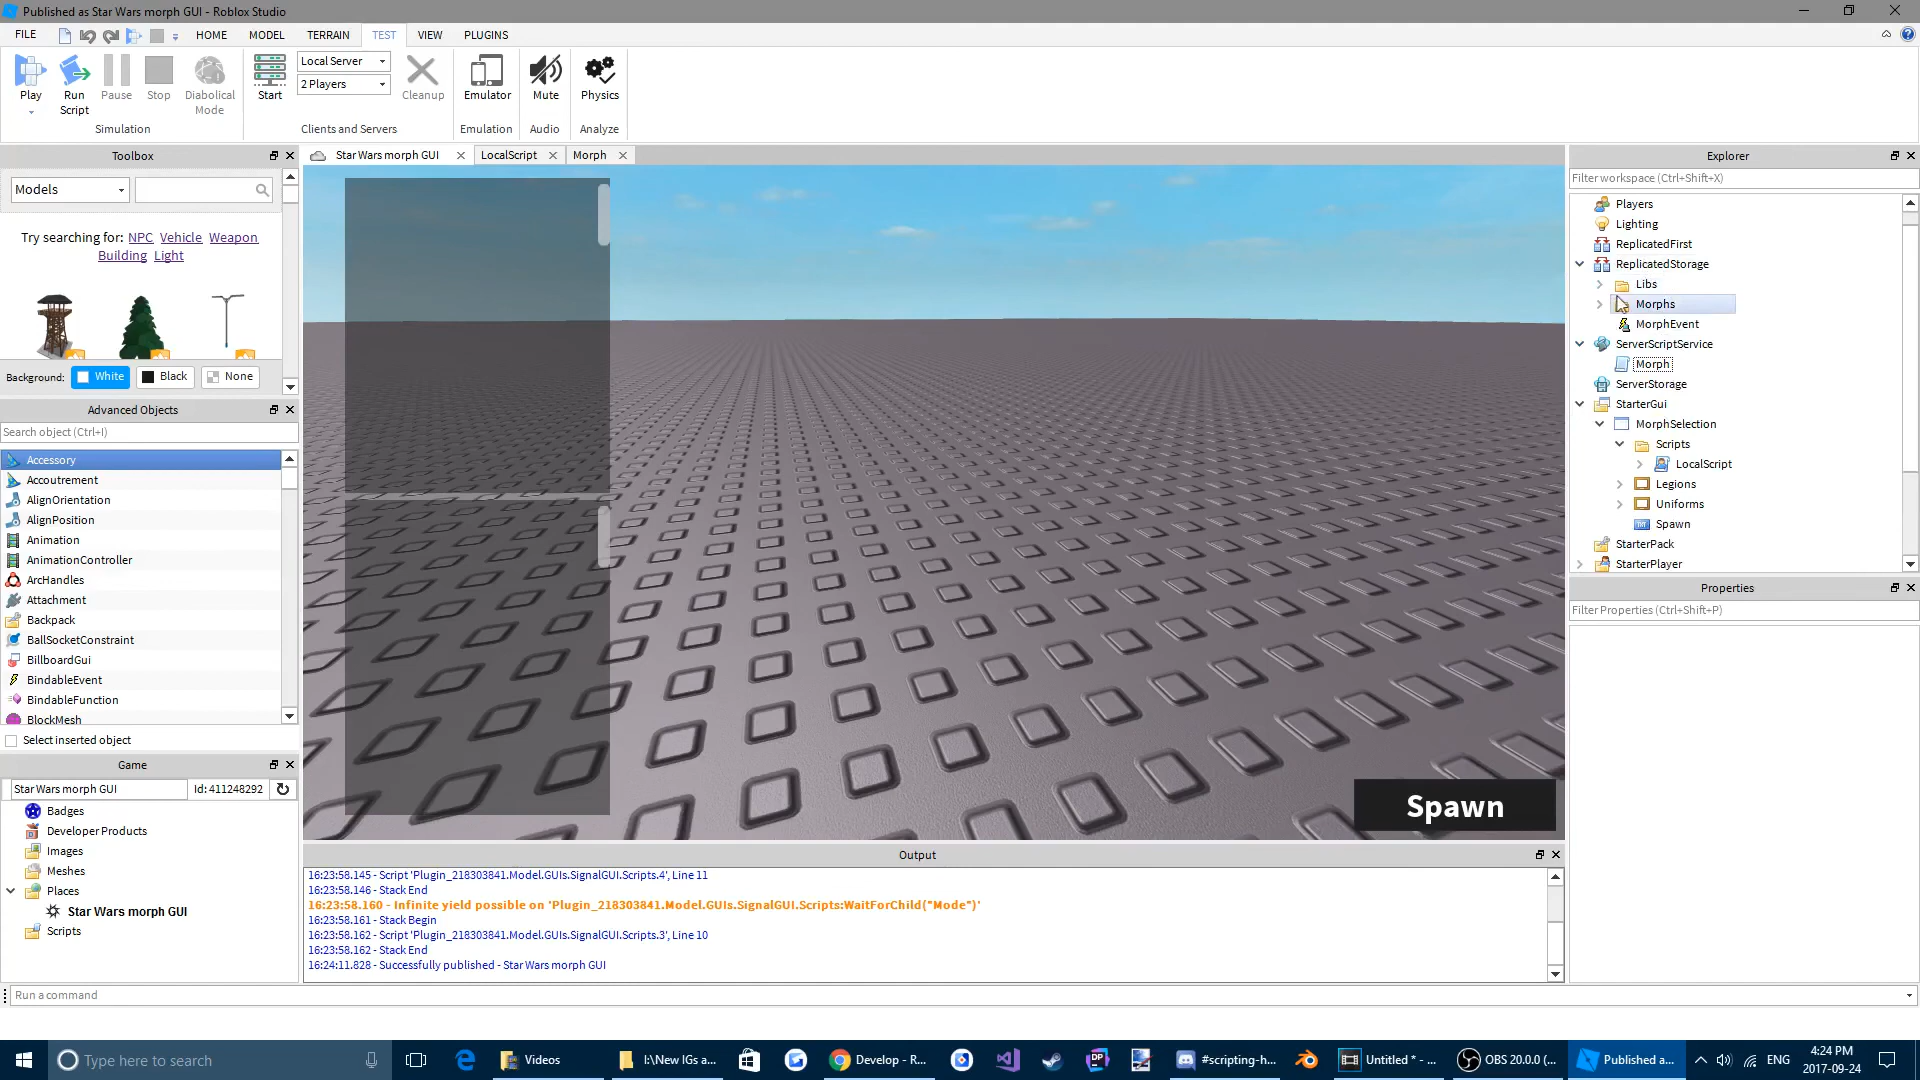 Published as Star Wars morph GUI - Roblox Studio
FILE HOME MODEL TERRAIN TEST VIEW PLUGINS
Play
Run Script
Pause
Stop
Diabolical Mode
Simulation
Start
Local Server
2 Players
Cleanup
Clients and Servers
Emulator
Emulation
Mute
Audio
Physics
Analyze
Toolbox
Models
Try searching for: NPC Vehicle Weapon
Building Light
Background: White Black None
Advanced Objects
Search object (Ctrl+I)
Accessory
Accoutrement
AlignOrientation
AlignPosition
Animation
AnimationController
ArcHandles
Attachment
Backpack
BallSocketConstraint
BillboardGui
BindableEvent
BindableFunction
BlockMesh
Select inserted object
Game
Star Wars morph GUI Id: 411248292
Badges
Developer Products
Images
Meshes
Places
Star Wars morph GUI
Scripts
Star Wars morph GUI LocalScript Morph
Spawn
Output
16:23:58.145 - Script 'Plugin_218303841.Model.GUIs.SignalGUI.Scripts.4', Line 11
16:23:58.146 - Stack End
16:23:58.160 - Infinite yield possible on 'Plugin_218303841.Model.GUIs.SignalGUI.Scripts:WaitForChild("Mode")'
16:23:58.161 - Stack Begin
16:23:58.162 - Script 'Plugin_218303841.Model.GUIs.SignalGUI.Scripts.3', Line 10
16:23:58.162 - Stack End
16:24:11.828 - Successfully published - Star Wars morph GUI
Explorer
Filter workspace (Ctrl+Shift+X)
Players
Lighting
ReplicatedFirst
ReplicatedStorage
Libs
Morphs
MorphEvent
ServerScriptService
Morph
ServerStorage
StarterGui
MorphSelection
Scripts
LocalScript
Legions
Uniforms
Spawn
StarterPack
StarterPlayer
Properties
Filter Properties (Ctrl+Shift+P)
Run a command
Type here to search
Videos
I:\New IGs a...
Develop - R...
#scripting-h...
Untitled * - ...
OBS 20.0.0 (...
Published a...
ENG
4:24 PM
2017-09-24